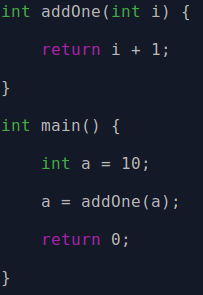 int addOne(int i) {
return i + 1;
}
int main() {
int a = 10;
a = addOne(a);
return 0;
}